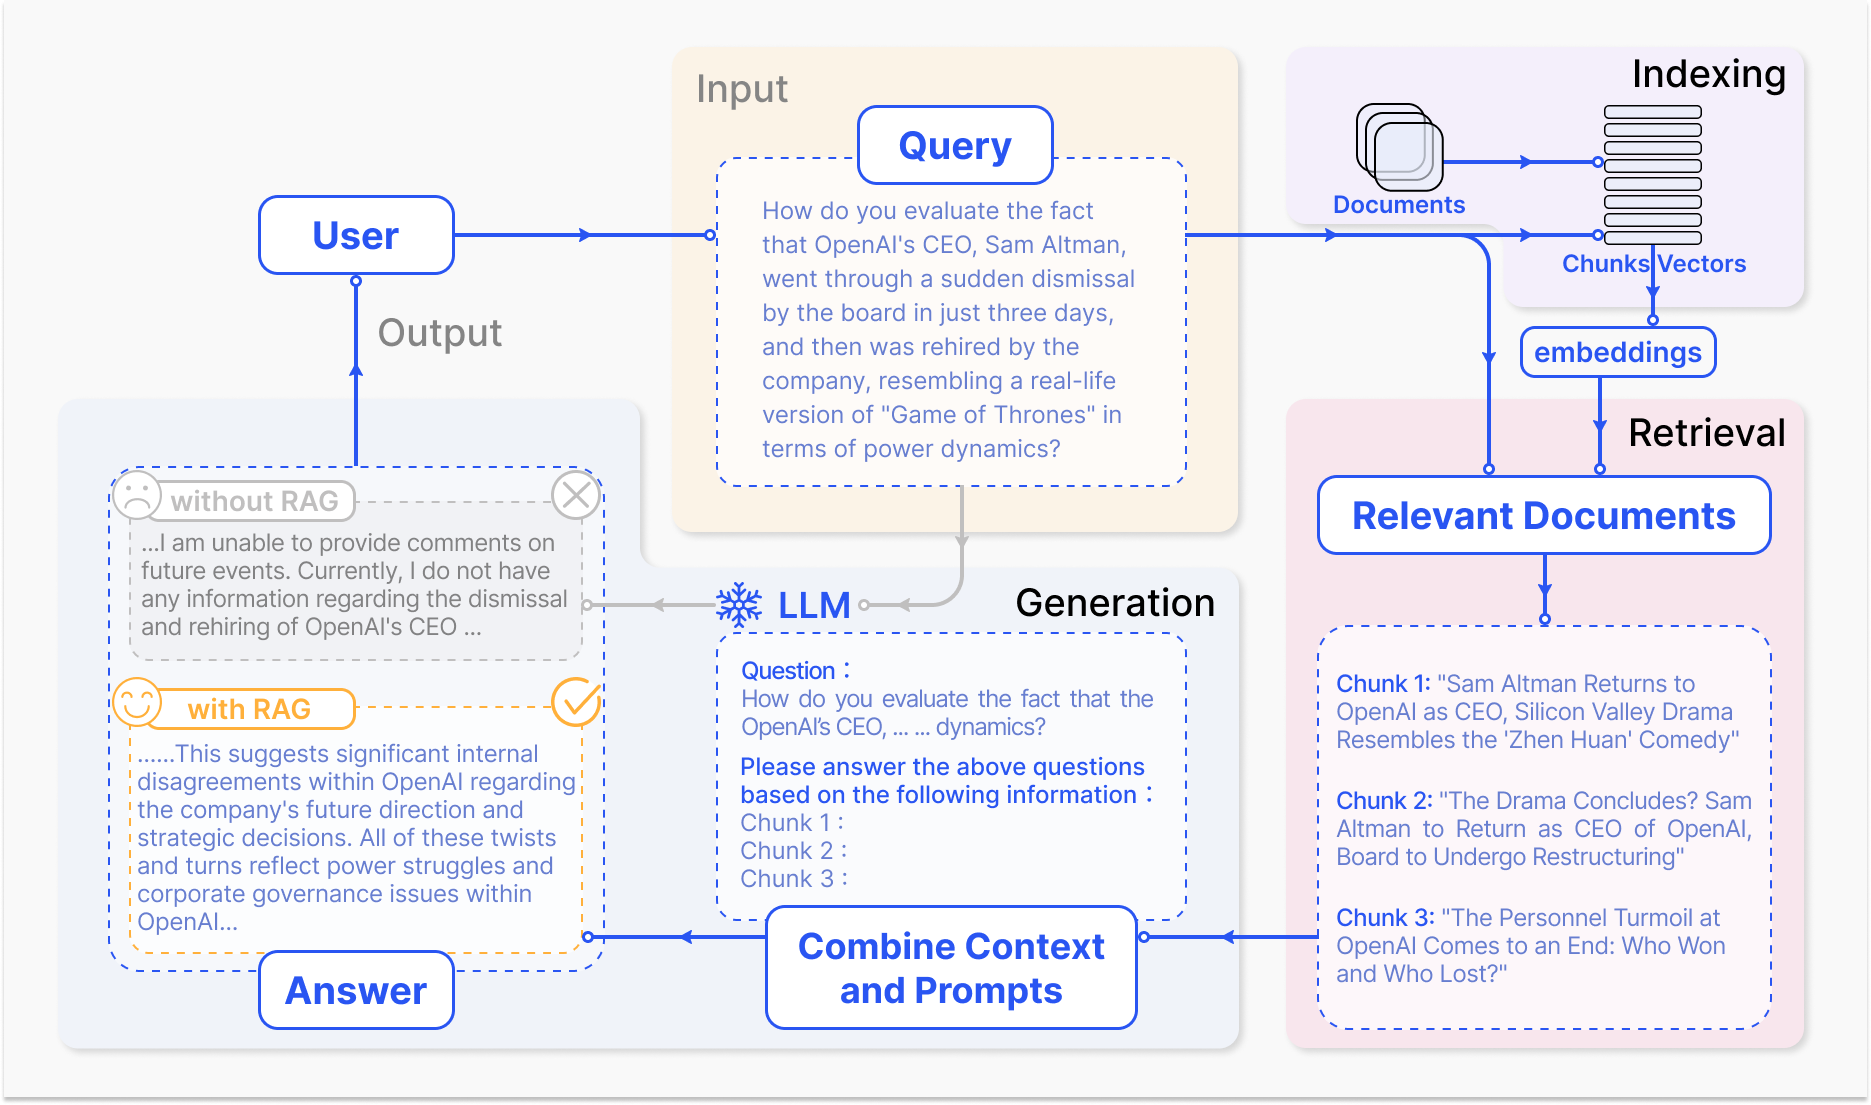 Input
Query
How do you evaluate the fact
that OpenAI's CEO, Sam Altman,
went through a sudden dismissal
by the board in just three days,
and then was rehired by the
company, resembling a real-life
version of "Game of Thrones" in
terms of power dynamics?
Indexing
Documents
Chunks Vectors
embeddings
User
Output
Retrieval
Relevant Documents
Chunk 1: "Sam Altman Returns to
OpenAI as CEO, Silicon Valley Drama
Resembles the 'Zhen Huan' Comedy"
Chunk 2: "The Drama Concludes? Sam
Altman to Return as CEO of OpenAI,
Board to Undergo Restructuring"
Chunk 3: "The Personnel Turmoil at
OpenAI Comes to an End: Who Won
and Who Lost?"
Generation
LLM
Question :
How do you evaluate the fact that the
OpenAI’s CEO, ... ... dynamics?
Please answer the above questions
based on the following information :
Chunk 1 :
Chunk 2 :
Chunk 3 :
Combine Context
and Prompts
without RAG
...I am unable to provide comments on
future events. Currently, I do not have
any information regarding the dismissal
and rehiring of OpenAI's CEO ...
with RAG
......This suggests significant internal
disagreements within OpenAI regarding
the company's future direction and
strategic decisions. All of these twists
and turns reflect power struggles and
corporate governance issues within
OpenAI...
Answer